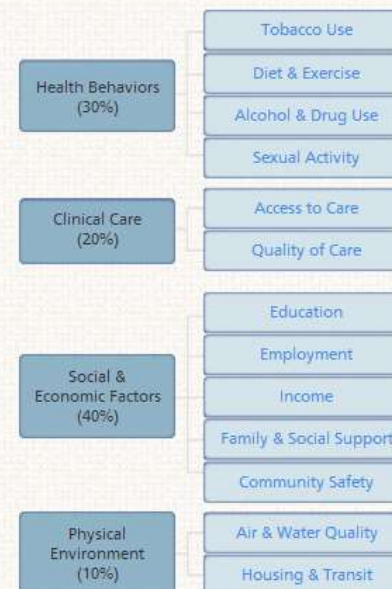 Health Behaviors
(30%)
Tobacco Use
Diet & Exercise
Alcohol & Drug Use
Sexual Activity
Clinical Care
(20%)
Access to Care
Quality of Care
Social &
Economic Factors
(40%)
Education
Employment
Income
Family & Social Support
Community Safety
Physical
Environment
(10%)
Air & Water Quality
Housing & Transit